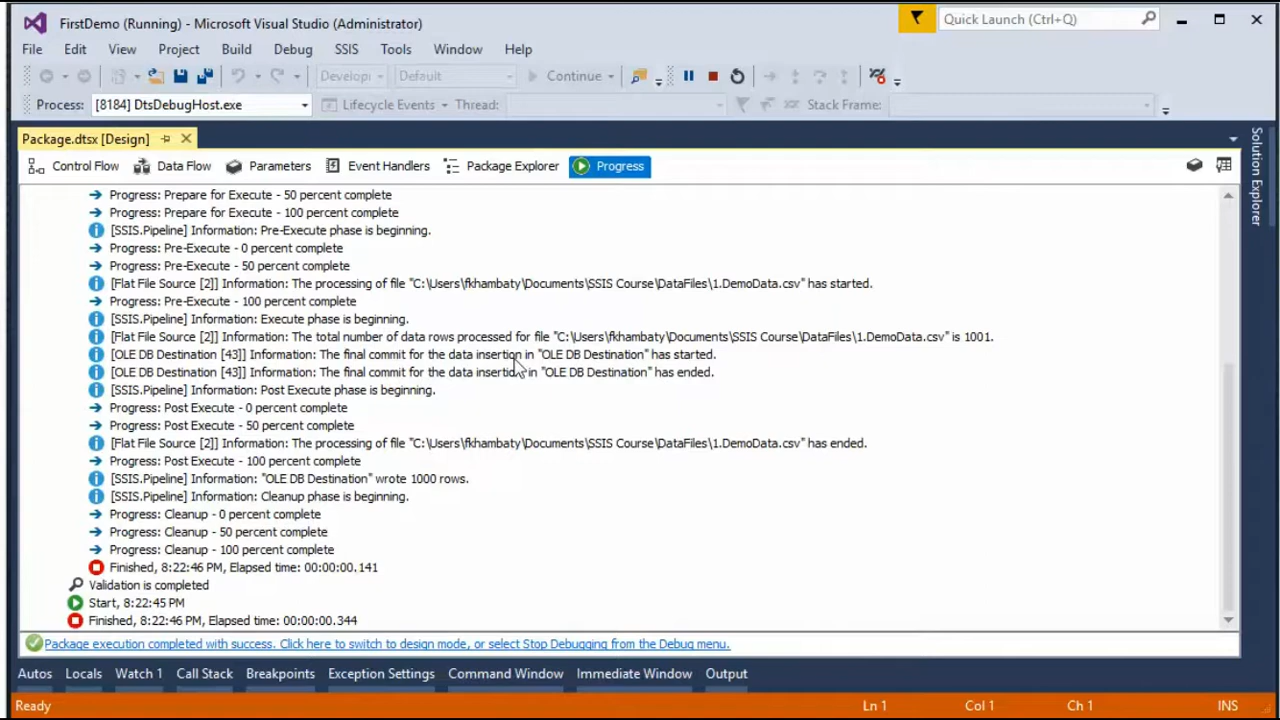 FirstDemo (Running) - Microsoft Visual Studio (Administrator)
Quick Launch (Ctrl+Q)
File Edit View Project Build Debug SSIS Tools Window Help
Developi Default Continue
Process: [8184] DtsDebugHost.exe Lifecycle Events Thread: Stack Frame:
Package.dtsx [Design]
Solution Explorer
Control Flow Data Flow Parameters Event Handlers Package Explorer Progress
Progress: Prepare for Execute - 50 percent complete
Progress: Prepare for Execute - 100 percent complete
[SSIS.Pipeline] Information: Pre-Execute phase is beginning.
Progress: Pre-Execute - 0 percent complete
Progress: Pre-Execute - 50 percent complete
[Flat File Source [2]] Information: The processing of file "C:\Users\fkhambaty\Documents\SSIS Course\DataFiles\1.DemoData.csv" has started.
Progress: Pre-Execute - 100 percent complete
[SSIS.Pipeline] Information: Execute phase is beginning.
[Flat File Source [2]] Information: The total number of data rows processed for file "C:\Users\fkhambaty\Documents\SSIS Course\DataFiles\1.DemoData.csv" is 1001.
[OLE DB Destination [43]] Information: The final commit for the data insertion in "OLE DB Destination" has started.
[OLE DB Destination [43]] Information: The final commit for the data insertion in "OLE DB Destination" has ended.
[SSIS.Pipeline] Information: Post Execute phase is beginning.
Progress: Post Execute - 0 percent complete
Progress: Post Execute - 50 percent complete
[Flat File Source [2]] Information: The processing of file "C:\Users\fkhambaty\Documents\SSIS Course\DataFiles\1.DemoData.csv" has ended.
Progress: Post Execute - 100 percent complete
[SSIS.Pipeline] Information: "OLE DB Destination" wrote 1000 rows.
[SSIS.Pipeline] Information: Cleanup phase is beginning.
Progress: Cleanup - 0 percent complete
Progress: Cleanup - 50 percent complete
Progress: Cleanup - 100 percent complete
Finished, 8:22:46 PM, Elapsed time: 00:00:00.141
Validation is completed
Start, 8:22:45 PM
Finished, 8:22:46 PM, Elapsed time: 00:00:00.344
Package execution completed with success. Click here to switch to design mode, or select Stop Debugging from the Debug menu.
Autos Locals Watch 1 Call Stack Breakpoints Exception Settings Command Window Immediate Window Output
Ready Ln 1 Col 1 Ch 1 INS